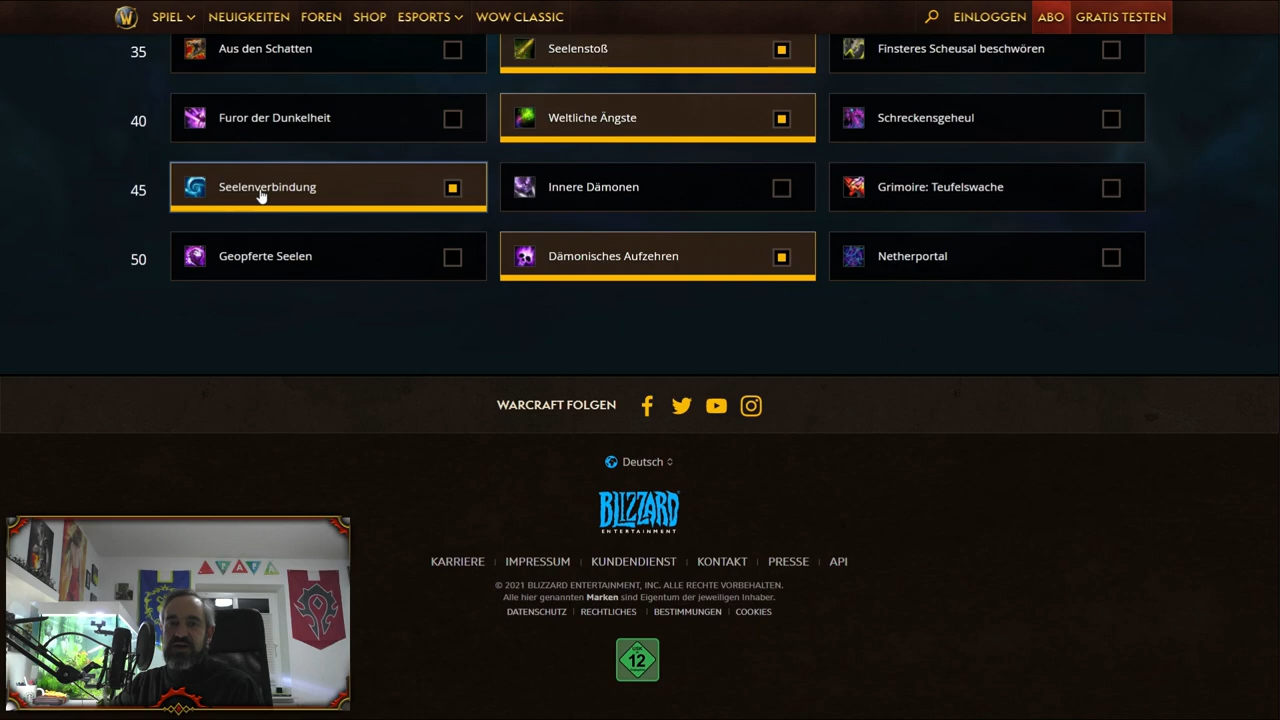 SPIEL NEUIGKEITEN FOREN SHOP ESPORTS WOW CLASSIC EINLOGGEN ABO GRATIS TESTEN
35 Aus den Schatten Seelenstoß Finsteres Scheusal beschwören
40 Furor der Dunkelheit Weltliche Ängste Schreckensgeheul
45 Seelenverbindung Innere Dämonen Grimoire: Teufelswache
50 Geopferte Seelen Dämonisches Aufzehren Netherportal
WARCRAFT FOLGEN
Deutsch
BLIZZARD
ENTERTAINMENT
KARRIERE IMPRESSUM KUNDENDIENST KONTAKT PRESSE API
© 2021 BLIZZARD ENTERTAINMENT, INC. ALLE RECHTE VORBEHALTEN.
Alle hier genannten Marken sind Eigentum der jeweiligen Inhaber.
DATENSCHUTZ RECHTLICHES BESTIMMUNGEN COOKIES
12